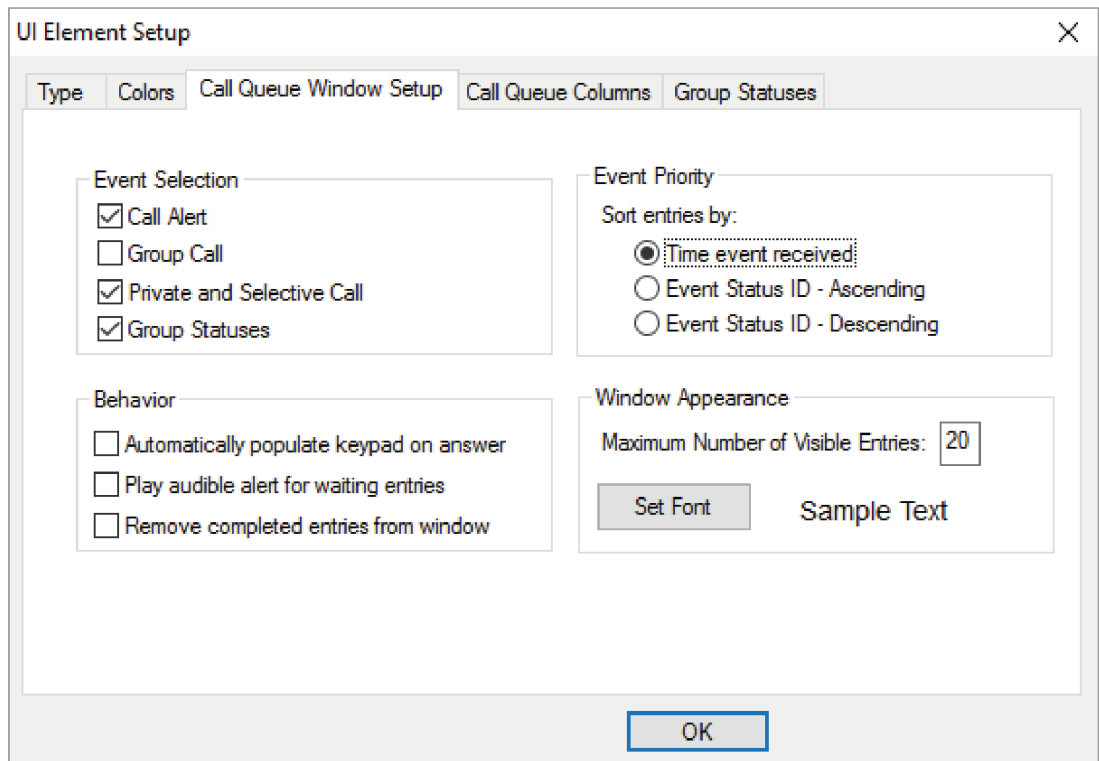 UI Element Setup
Type Colors Call Queue Window Setup Call Queue Columns Group Statuses
Event Selection
Call Alert
Group Call
Private and Selective Call
Group Statuses
Event Priority
Sort entries by:
Time event received
Event Status ID - Ascending
Event Status ID - Descending
Behavior
Automatically populate keypad on answer
Play audible alert for waiting entries
Remove completed entries from window
Window Appearance
Maximum Number of Visible Entries: 20
Set Font Sample Text
OK